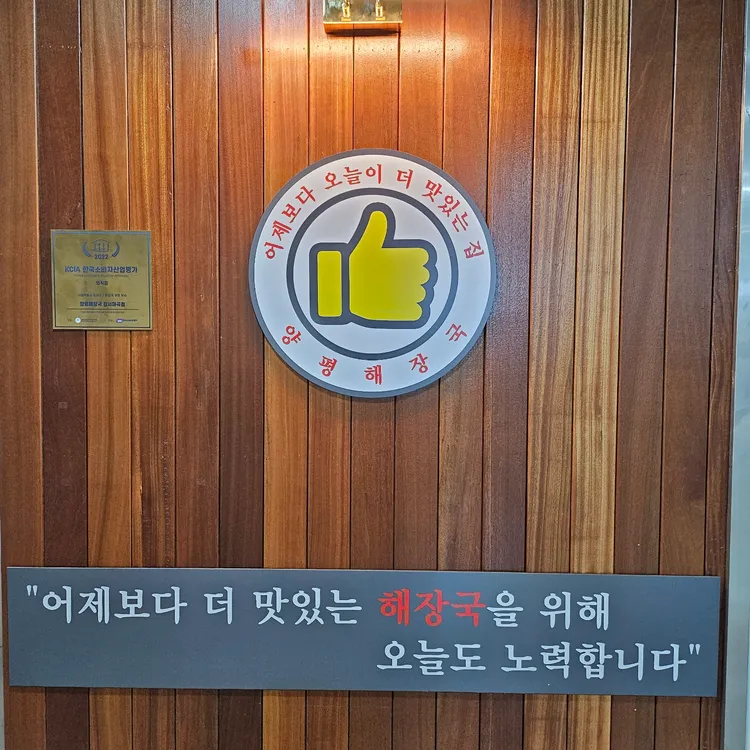 어제보다 오늘이 더 맛있는 집
양평해장국
2022
KCIA 한국소비자산업평가
"어제보다 더 맛있는 해장국을 위해
오늘도 노력합니다"